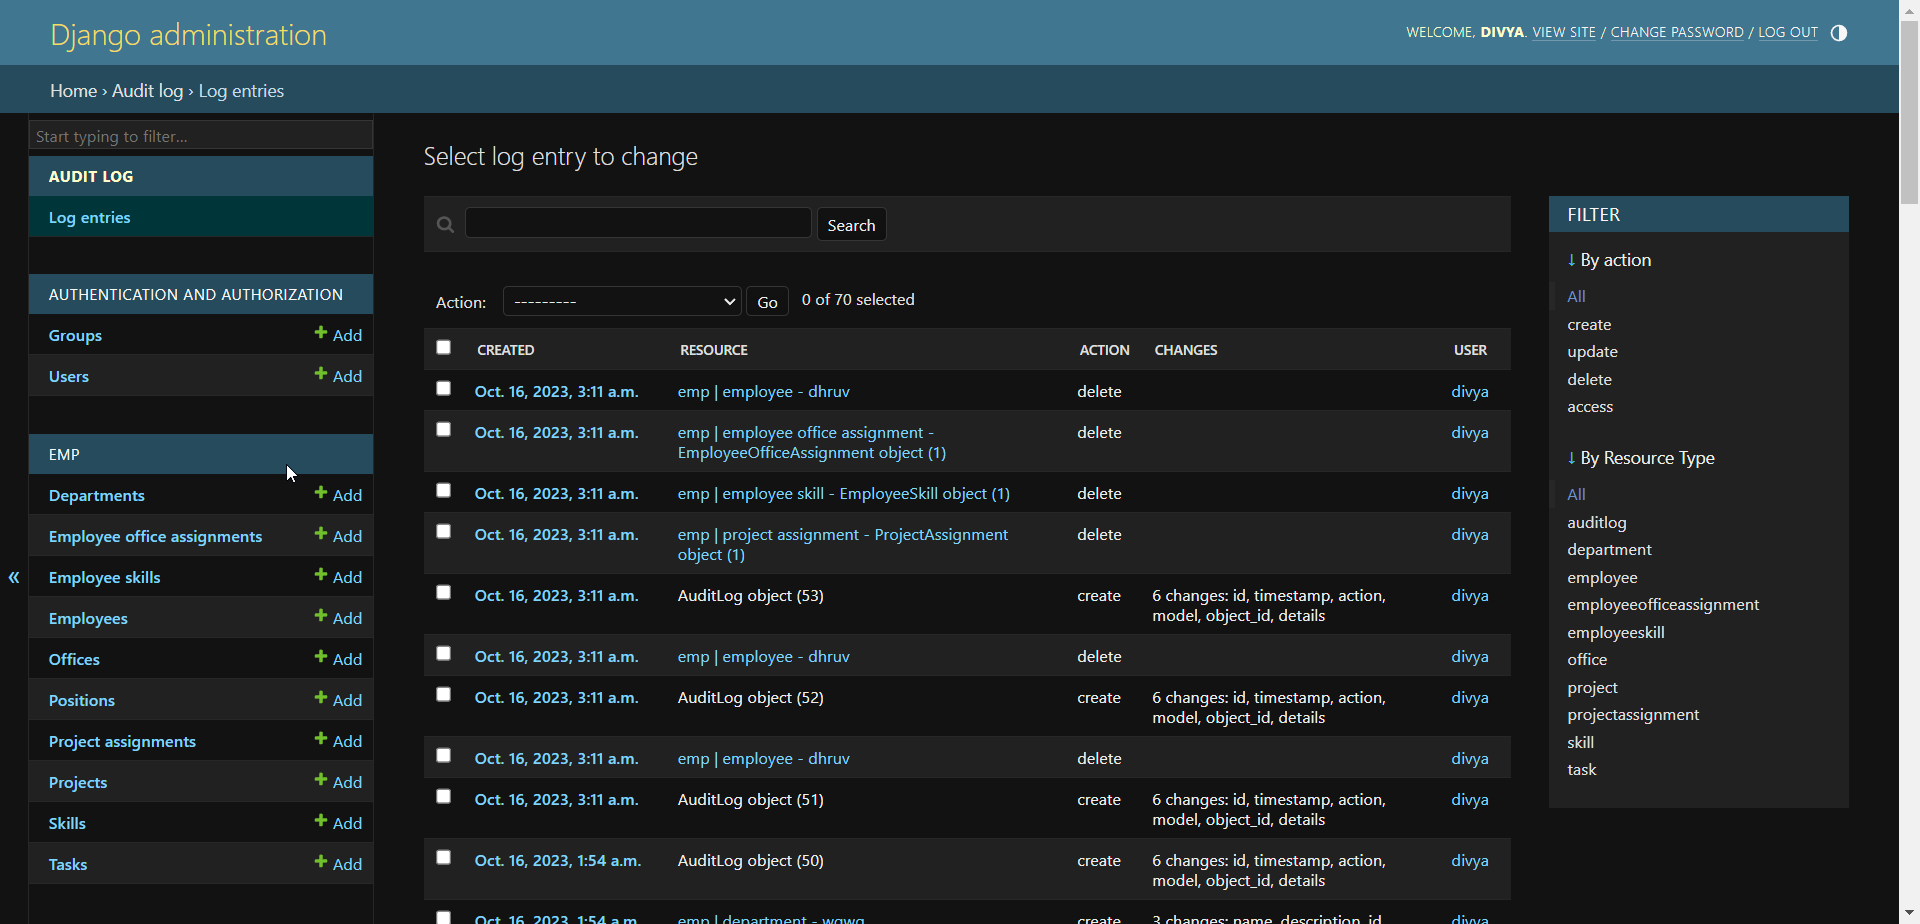 Django administration
WELCOME, DIVYA. VIEW SITE / CHANGE PASSWORD / LOG OUT
Home › Audit log › Log entries
Start typing to filter...
AUDIT LOG
Log entries
AUTHENTICATION AND AUTHORIZATION
Groups + Add
Users + Add
EMP
Departments + Add
Employee office assignments + Add
Employee skills + Add
«
Employees + Add
Offices + Add
Positions + Add
Project assignments + Add
Projects + Add
Skills + Add
Tasks + Add
Select log entry to change
Search
Action: --------- Go 0 of 70 selected
CREATED RESOURCE ACTION CHANGES USER
Oct. 16, 2023, 3:11 a.m. emp | employee - dhruv delete divya
Oct. 16, 2023, 3:11 a.m. emp | employee office assignment - delete divya
EmployeeOfficeAssignment object (1)
Oct. 16, 2023, 3:11 a.m. emp | employee skill - EmployeeSkill object (1) delete divya
Oct. 16, 2023, 3:11 a.m. emp | project assignment - ProjectAssignment delete divya
object (1)
Oct. 16, 2023, 3:11 a.m. AuditLog object (53) create 6 changes: id, timestamp, action, divya
model, object_id, details
Oct. 16, 2023, 3:11 a.m. emp | employee - dhruv delete divya
Oct. 16, 2023, 3:11 a.m. AuditLog object (52) create 6 changes: id, timestamp, action, divya
model, object_id, details
Oct. 16, 2023, 3:11 a.m. emp | employee - dhruv delete divya
Oct. 16, 2023, 3:11 a.m. AuditLog object (51) create 6 changes: id, timestamp, action, divya
model, object_id, details
Oct. 16, 2023, 1:54 a.m. AuditLog object (50) create 6 changes: id, timestamp, action, divya
model, object_id, details
Oct. 16, 2023, 1:54 a.m. emp | department - create 3 changes: name, description, id divya
FILTER
↓ By action
All
create
update
delete
access
↓ By Resource Type
All
auditlog
department
employee
employeeofficeassignment
employeeskill
office
project
projectassignment
skill
task